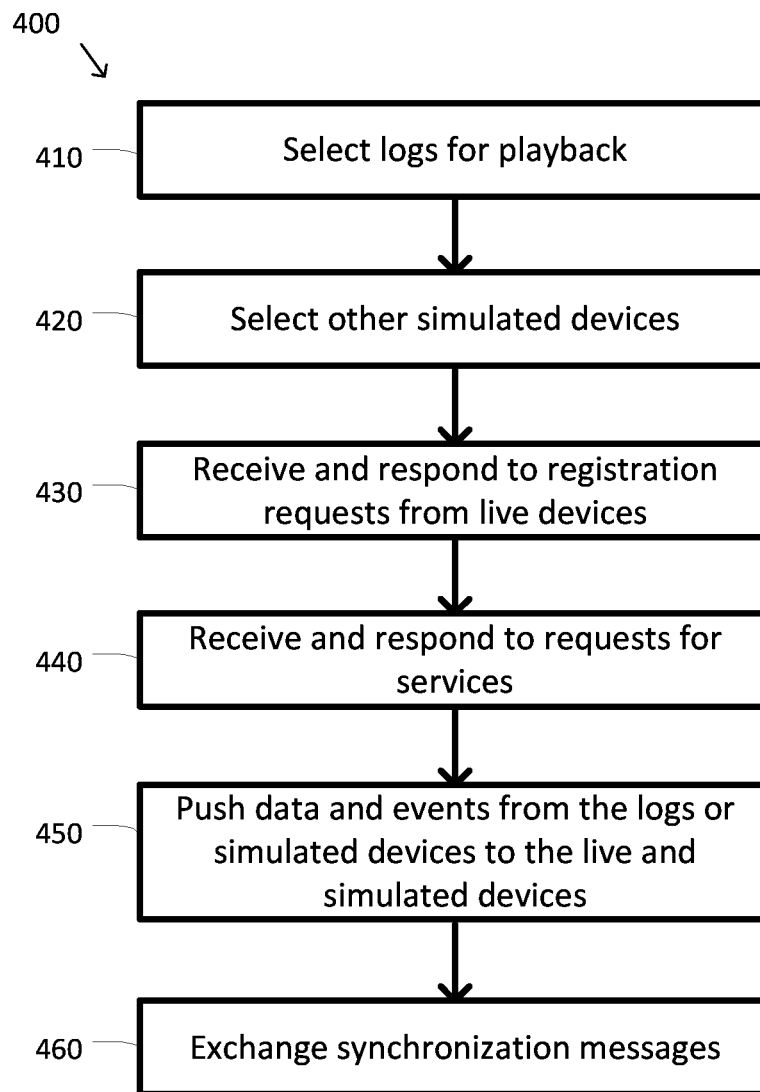 400
410
Select logs for playback
420
Select other simulated devices
430
Receive and respond to registration
requests from live devices
440
Receive and respond to requests for
services
450
Push data and events from the logs or
simulated devices to the live and
simulated devices
460
Exchange synchronization messages